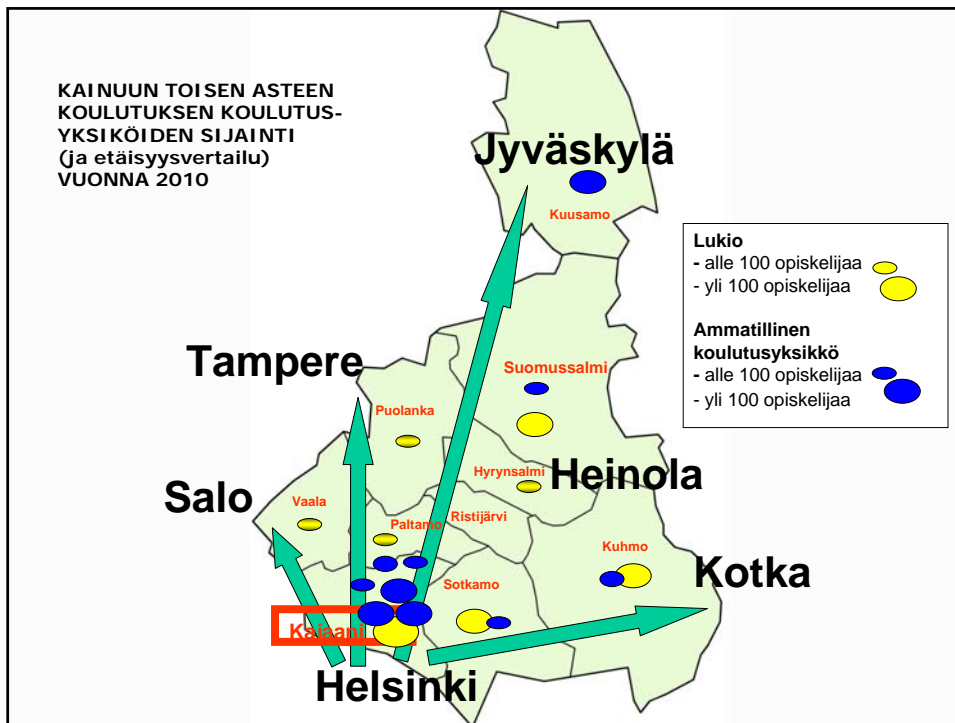 KAINUUN TOISEN ASTEEN
KOULUTUKSEN KOULUTUS-
YKSIKÖIDEN SIJAINTI
(ja etäisyysvertailu)
VUONNA 2010
Jyväskylä
Kuusamo
Lukio
- alle 100 opiskelijaa
- yli 100 opiskelijaa
Ammatillinen
koulutusyksikkö
- alle 100 opiskelijaa
- yli 100 opiskelijaa
Tampere
Suomussalmi
Puolanka
Hyrynsalmi
Heinola
Salo
Vaala
Ristijärvi
Paltamo
Kuhmo
Kotka
Sotkamo
Kajaani
Helsinki